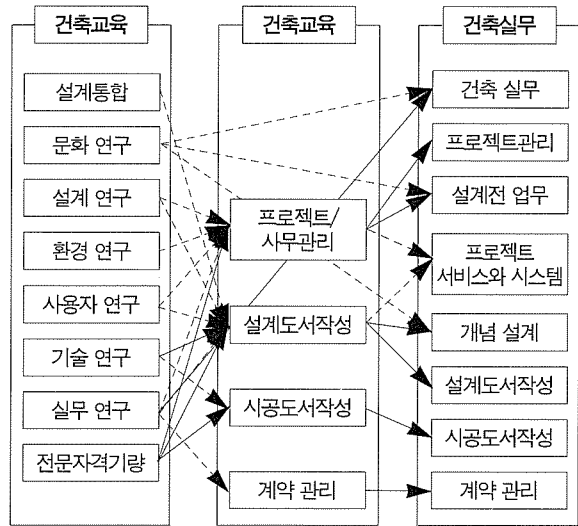 건축교육
설계통합
문화 연구
설계 연구
환경 연구
사용자 연구
기술 연구
실무 연구
전문자격기량
건축교육
프로젝트/
사무관리
설계도서작성
시공도서작성
계약 관리
건축실무
건축 실무
프로젝트관리
설계전 업무
프로젝트
서비스와 시스템
개념 설계
설계도서작성
시공도서작성
계약 관리